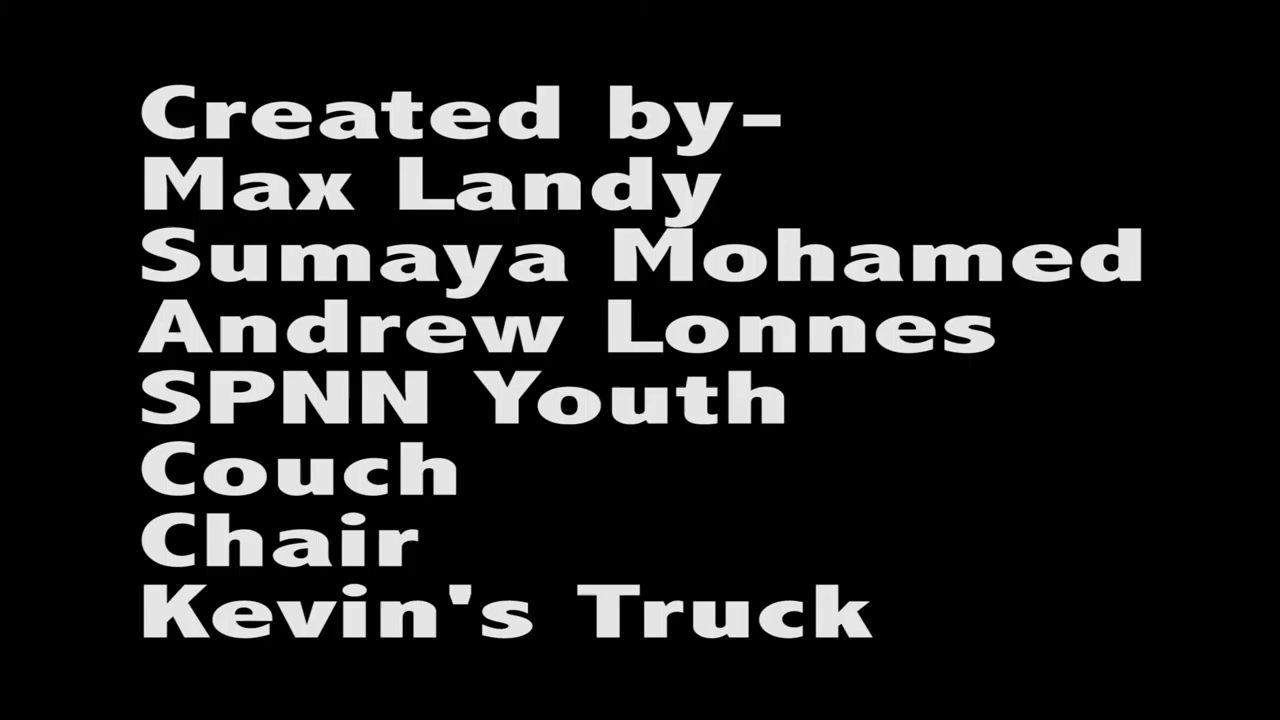 Created by-
Max Landy
Sumaya Mohamed
Andrew Lonnes
SPNN Youth
Couch
Chair
Kevin's Truck